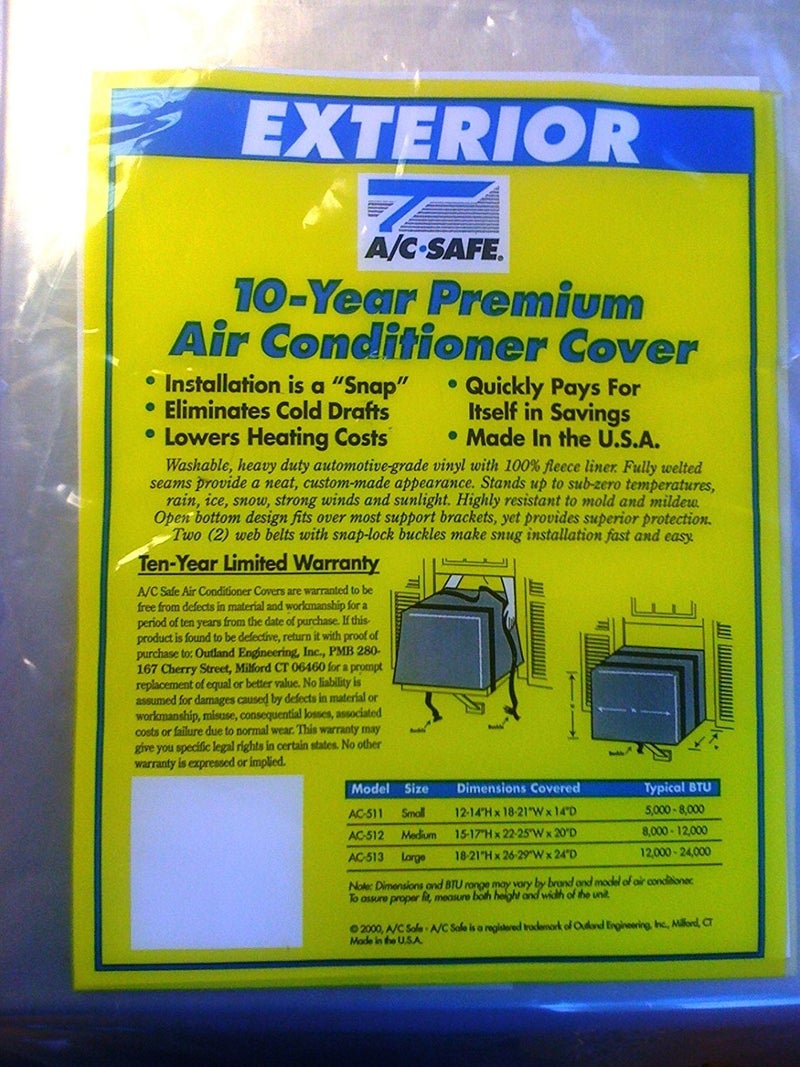 EXTERIOR
A/C·SAFE®
10-Year Premium
Air Conditioner Cover
• Installation is a "Snap"
• Eliminates Cold Drafts
• Lowers Heating Costs
• Quickly Pays For
Itself in Savings
• Made In the U.S.A.
Washable, heavy duty automotive-grade vinyl with 100% fleece liner. Fully welted
seams provide a neat, custom-made appearance. Stands up to sub-zero temperatures,
rain, ice, snow, strong winds and sunlight. Highly resistant to mold and mildew.
Open bottom design fits over most support brackets, yet provides superior protection.
Two (2) web belts with snap-lock buckles make snug installation fast and easy.
Ten-Year Limited Warranty
A/C Safe Air Conditioner Covers are warranted to be
free from defects in material and workmanship for a
period of ten years from the date of purchase. If this
product is found to be defective, return it with proof of
purchase to: Outland Engineering, Inc., PMB 280-
167 Cherry Street, Milford CT 06460 for a prompt
replacement of equal or better value. No liability is
assumed for damages caused by defects in material or
workmanship, misuse, consequential losses, associated
costs or failure due to normal wear. This warranty may
give you specific legal rights in certain states. No other
warranty is expressed or implied.
Buckle
Buckle
Buckle
Model Size Dimensions Covered Typical BTU
AC-511 Small 12-14"H x 18-21"W x 14"D 5,000 - 8,000
AC-512 Medium 15-17"H x 22-25"W x 20"D 8,000 - 12,000
AC-513 Large 18-21"H x 26-29"W x 24"D 12,000 - 24,000
Note: Dimensions and BTU range may vary by brand and model of air conditioner.
To assure proper fit, measure both height and width of the unit.
© 2000, A/C Safe - A/C Safe is a registered trademark of Outland Engineering, Inc., Milford, CT
Made in the U.S.A.